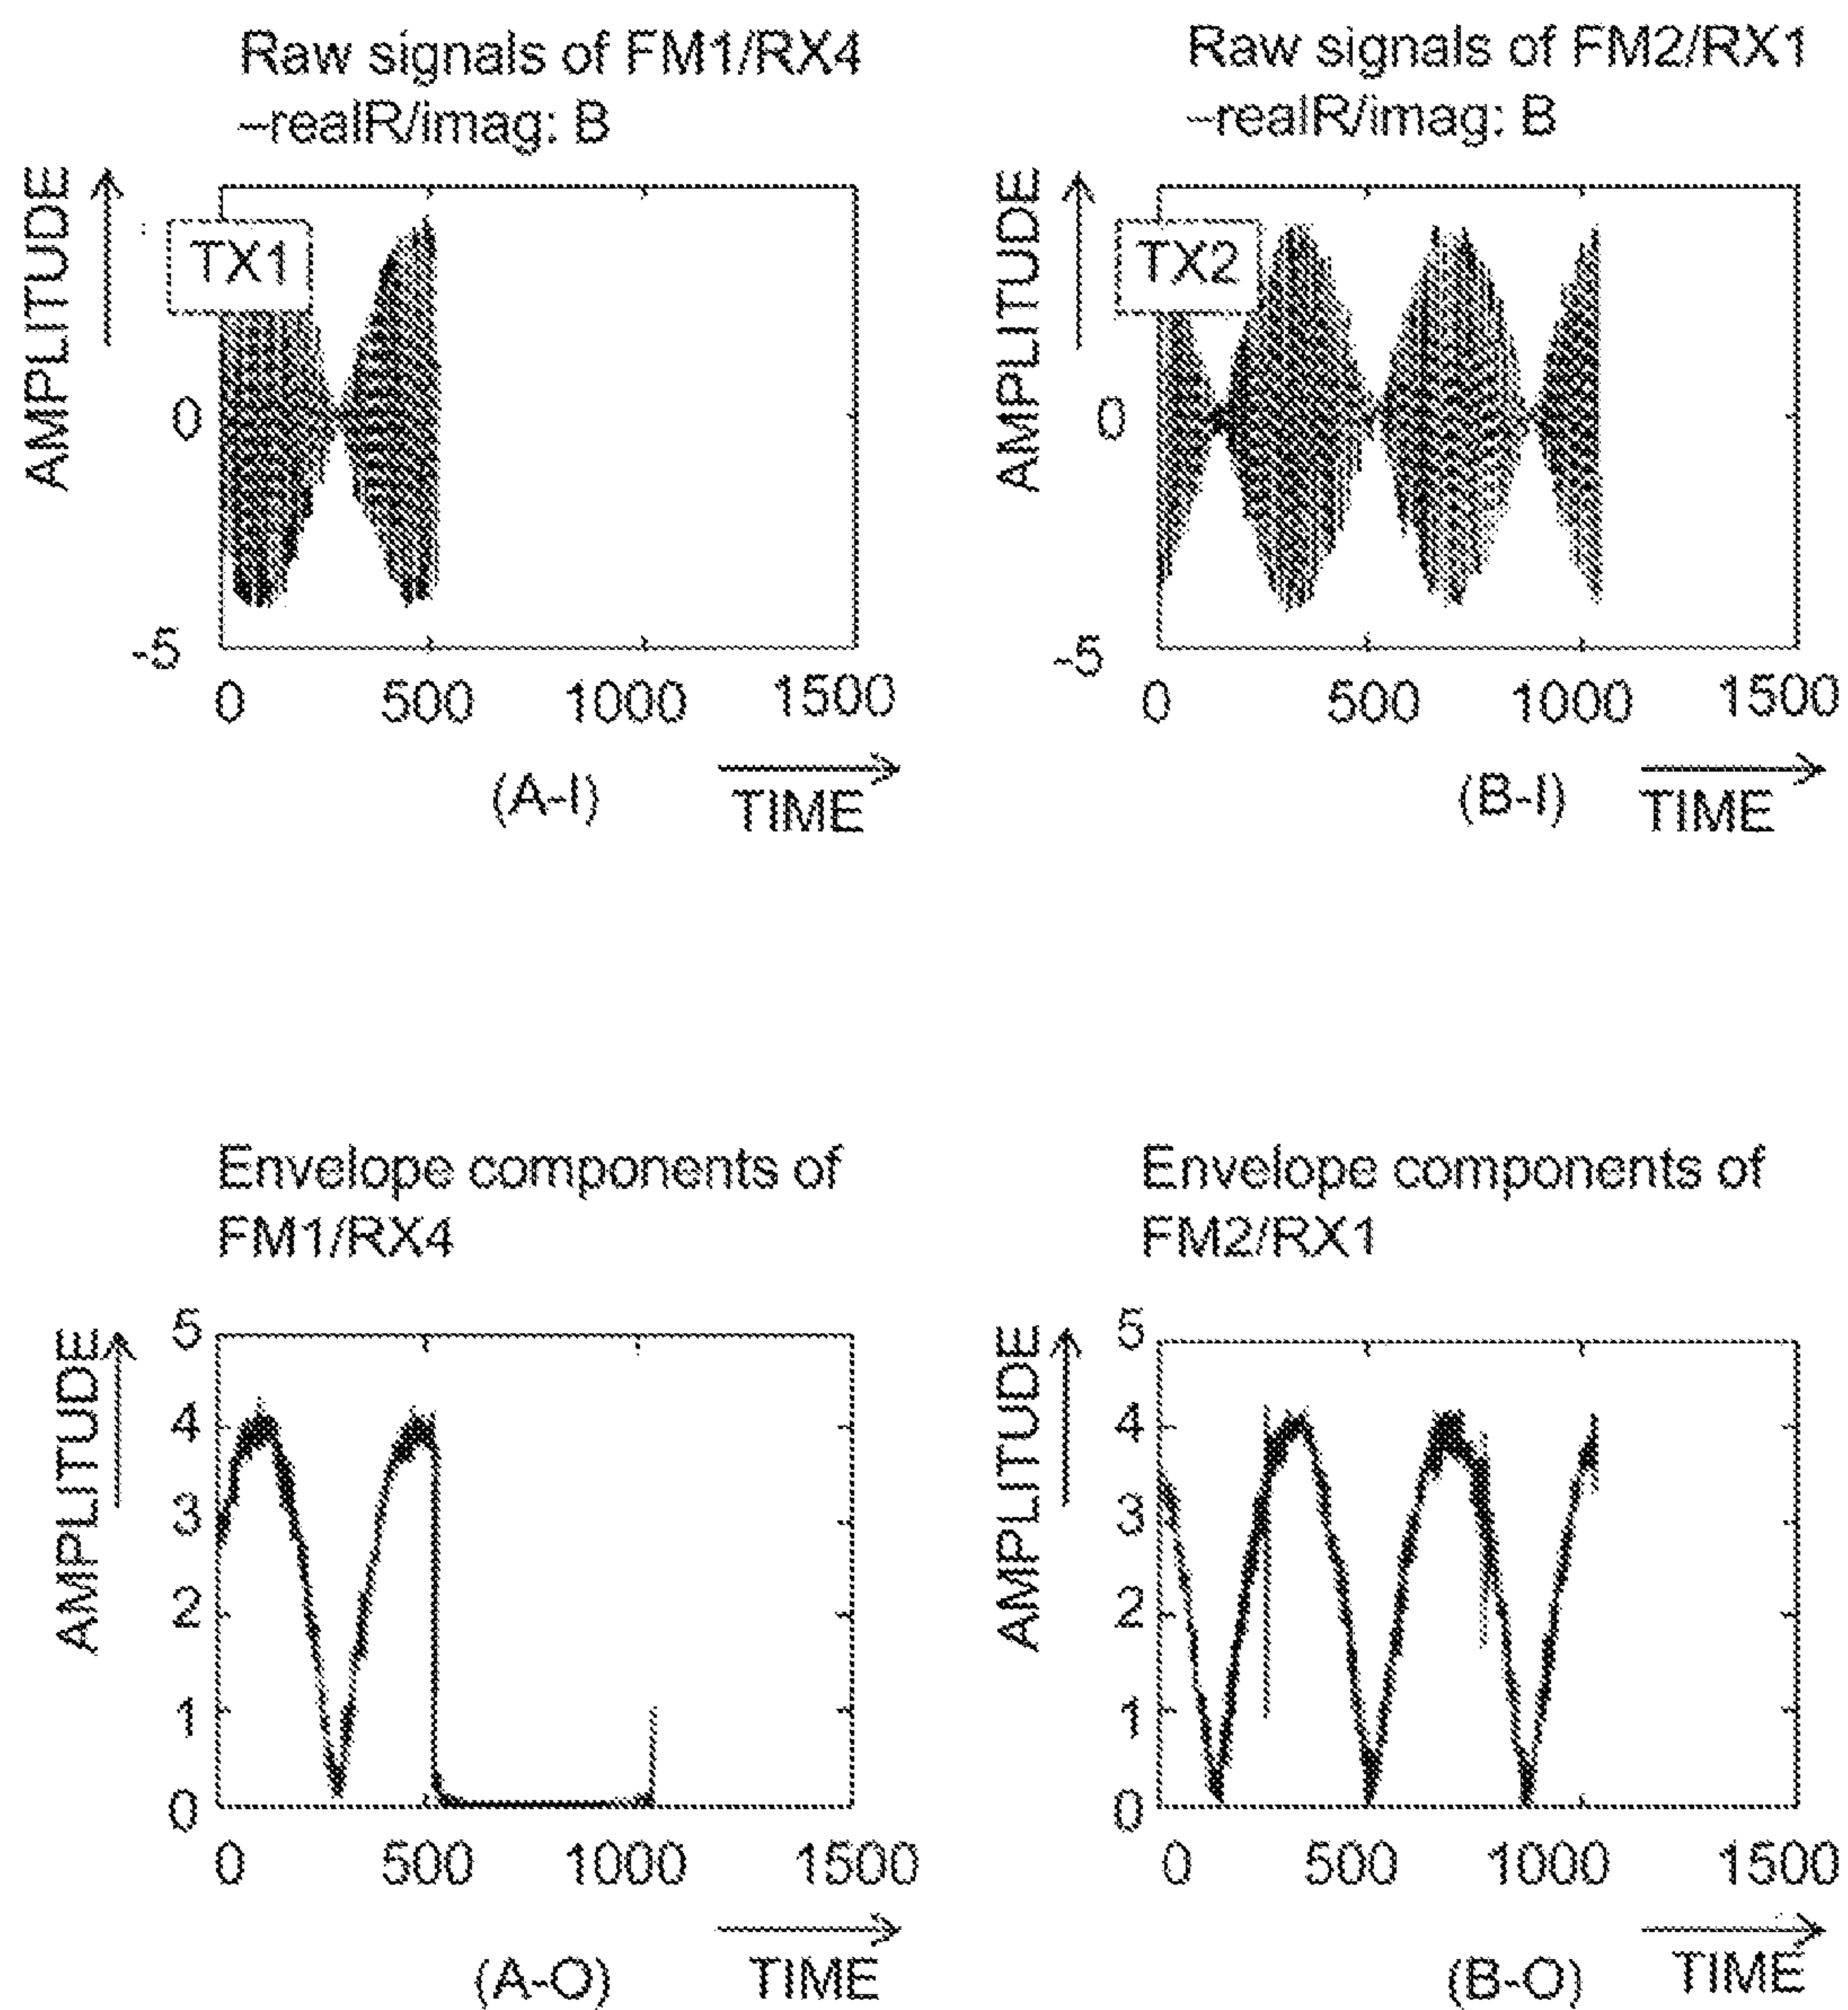 Raw signals of FM1/RX4
–realR/imag: B
AMPLITUDE
TX1
0
-5
0 500 1000 1500
(A-I)
TIME
Raw signals of FM2/RX1
–realR/imag: B
AMPLITUDE
TX2
0
-5
0 500 1000 1500
(B-I)
TIME
Envelope components of
FM1/RX4
AMPLITUDE
5
4
3
2
1
0
0 500 1000 1500
(A-O)
TIME
Envelope components of
FM2/RX1
AMPLITUDE
5
4
3
2
1
0
0 500 1000 1500
(B-O)
TIME